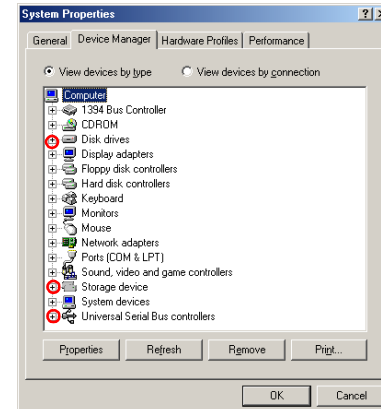 System Properties
General Device Manager Hardware Profiles Performance
View devices by type View devices by connection
Computer
1394 Bus Controller
CDROM
Disk drives
Display adapters
Floppy disk controllers
Hard disk controllers
Keyboard
Monitors
Mouse
Network adapters
Ports (COM & LPT)
Sound, video and game controllers
Storage device
System devices
Universal Serial Bus controllers
Properties Refresh Remove Print...
OK Cancel